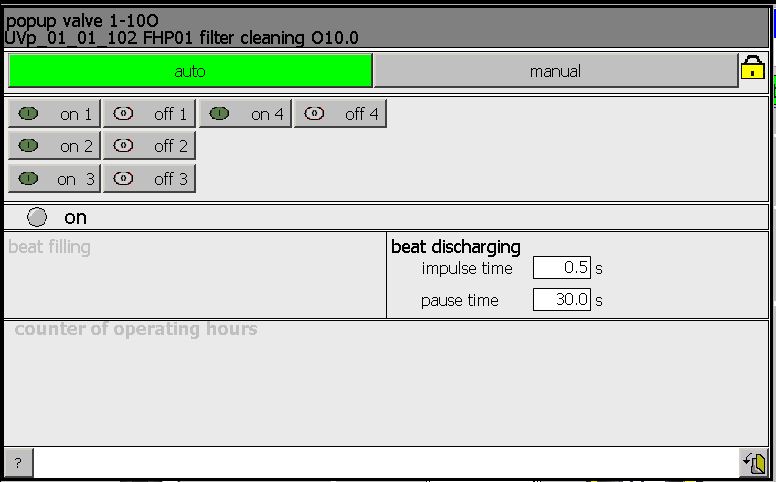 popup valve 1-10O
UVp_01_01_102 FHP01 filter cleaning O10.0
auto manual
on 1 off 1 on 4 off 4
on 2 off 2
on 3 off 3
on
beat filling
beat discharging
impulse time 0.5 s
pause time 30.0 s
counter of operating hours
?